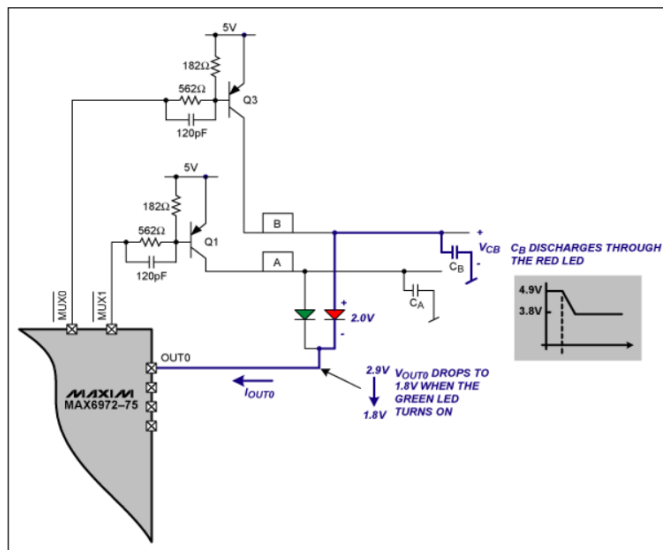 5V
182Ω
562Ω
Q3
120pF
5V
182Ω
562Ω
Q1
120pF
B
A
+
VCB
-
CB
CA
CB DISCHARGES THROUGH
THE RED LED
4.9V
3.8V
+
2.0V
-
MUX0
MUX1
OUT0
MAXIM
MAX6972–75
IOUT0
2.9V
1.8V
VOUT0 DROPS TO
1.8V WHEN THE
GREEN LED
TURNS ON